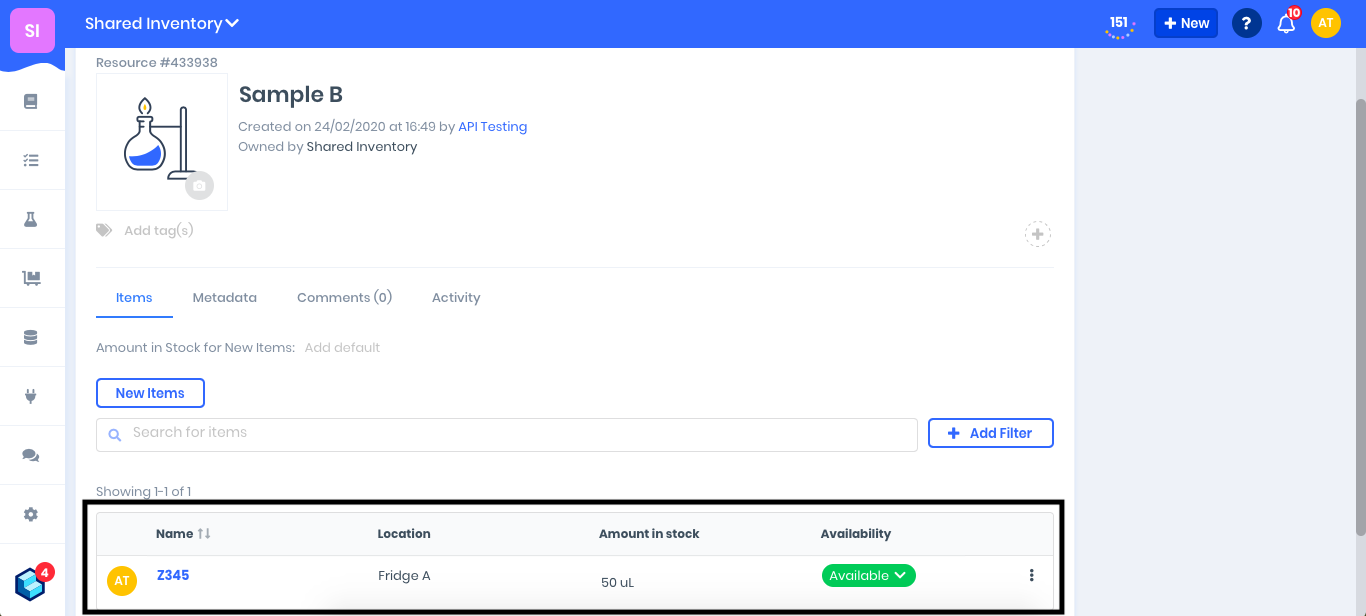 SI
Shared Inventory
151
+ New
?
10
AT
Resource #433938
Sample B
Created on 24/02/2020 at 16:49 by API Testing
Owned by Shared Inventory
Add tag(s)
Items Metadata Comments (0) Activity
Amount in Stock for New Items: Add default
New Items
Search for items
+ Add Filter
Showing 1-1 of 1
Name Location Amount in stock Availability
AT Z345 Fridge A 50 uL Available
4